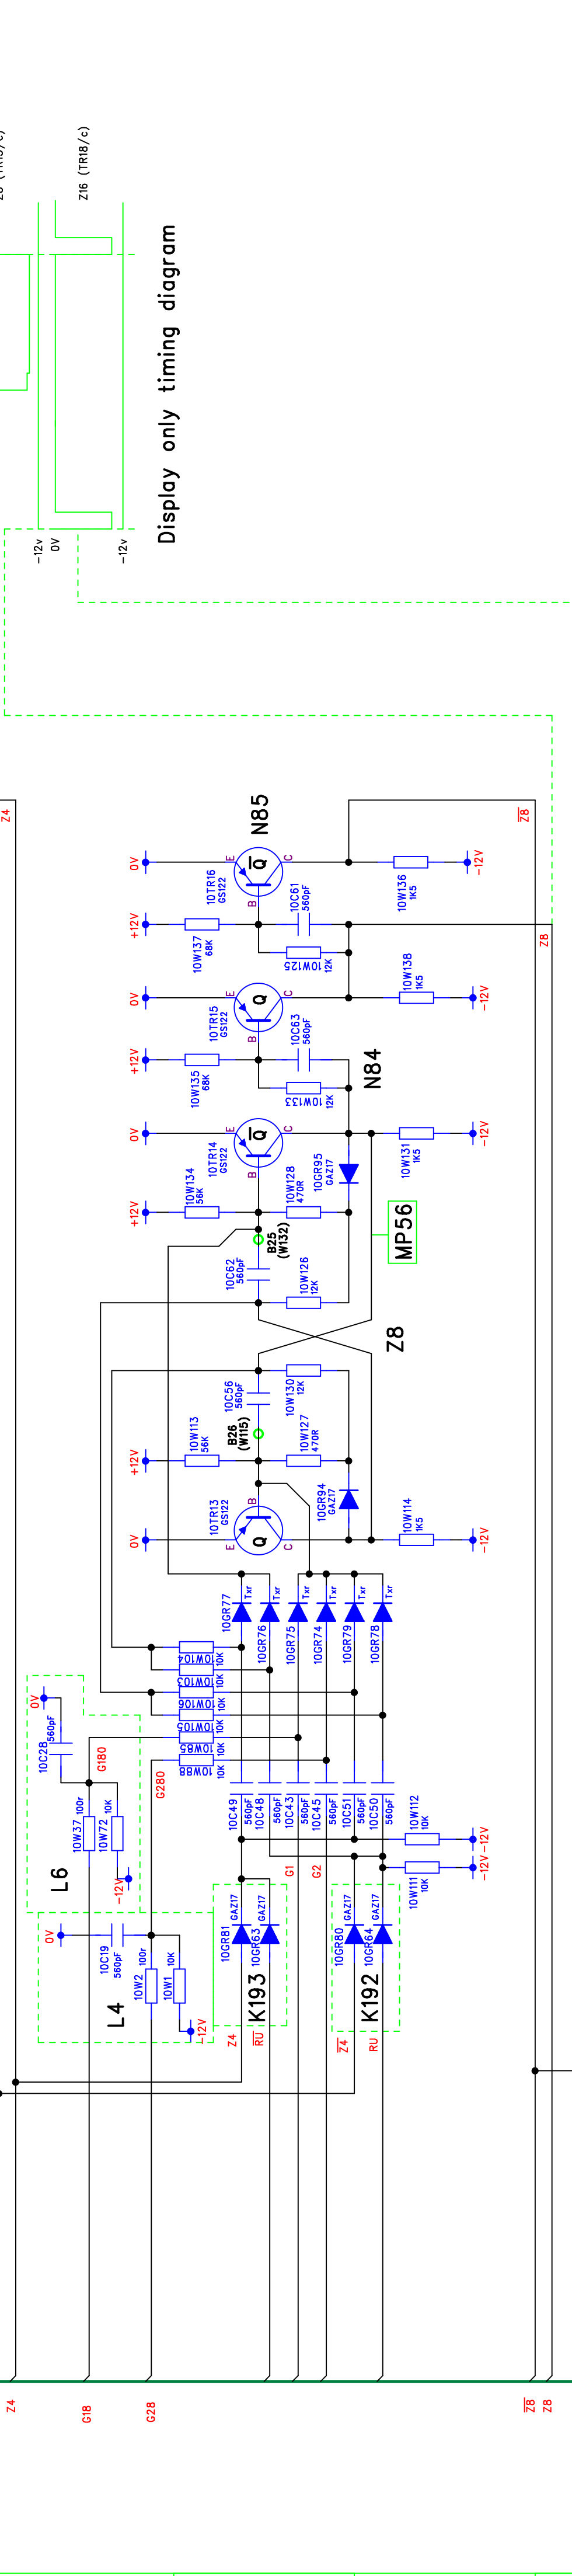 Z16 (TR18/c)
-12v
0V
-12v
Display only timing diagram
Z4
Z8
0V
E
Q
C
B
10TR16
GS122
N85
+12V
10W137
68K
10C61
560pF
10W125
12K
10W136
1K5
-12V
Z8
0V
E
Q
C
B
10TR15
GS122
10W138
1K5
-12V
+12V
10W135
68K
10C63
560pF
10W133
12K
N84
0V
E
Q
C
B
10TR14
GS122
10W131
1K5
-12V
+12V
10W134
56K
10W128
470R
10GR95
GAZ17
MP56
B25
(W132)
10C62
560pF
10W126
12K
Z8
10C56
560pF
10W130
12K
B26
(W115)
+12V
10W113
56K
10W127
470R
10GR94
GAZ17
0V
10TR13
GS122
B
E
Q
C
10W114
1K5
-12V
10GR77
Txr
10GR76
Txr
10GR75
Txr
10GR74
Txr
10GR79
Txr
10GR78
Txr
10W104
10K
10W103
10K
10W106
10K
10W105
10K
10W85
10K
10W88
10K
0V
10C28
560pF
G180
G280
10W37
100r
10W72
10K
-12V
L6
10C49
560pF
10C48
560pF
10C43
560pF
10C45
560pF
10C51
560pF
10C50
560pF
10W112
10K
-12V
10W111
10K
-12V
G1
G2
0V
10C19
560pF
10W2
100r
10W1
10K
-12V
L4
10GR81
GAZ17
10GR63
GAZ17
K193
10GR80
GAZ17
10GR64
GAZ17
K192
Z4
RU
Z4
RU
Z4
G18
G28
Z8
Z8